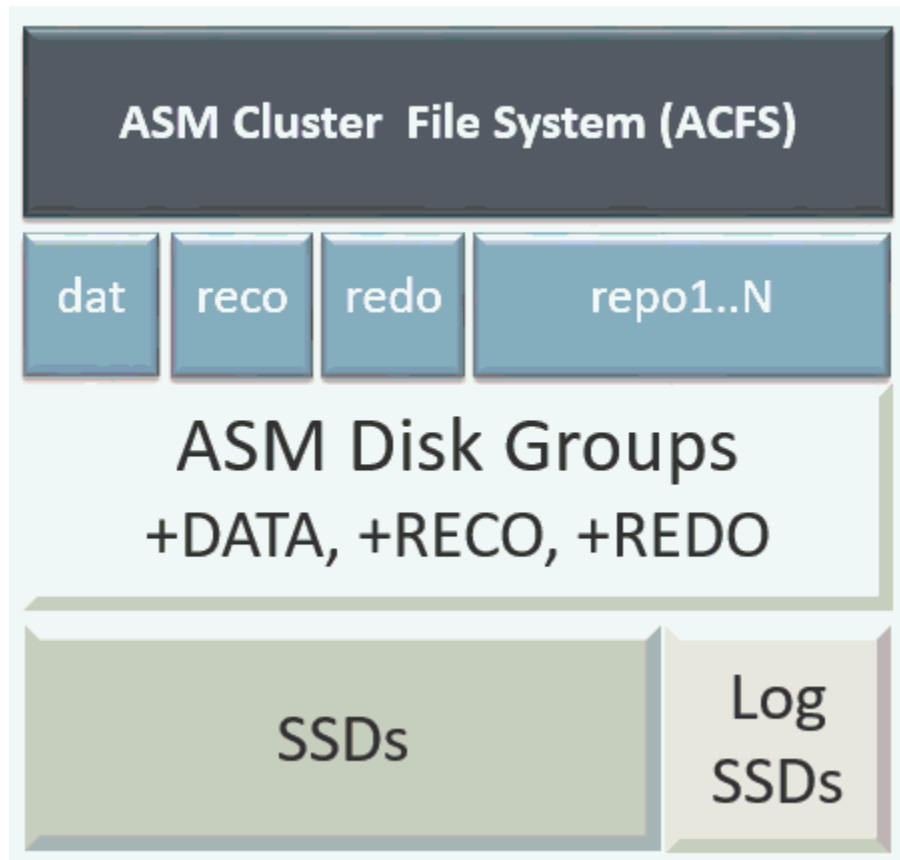 ASM Cluster File System (ACFS)
dat reco redo repo1..N
ASM Disk Groups
+DATA, +RECO, +REDO
SSDs
Log
SSDs